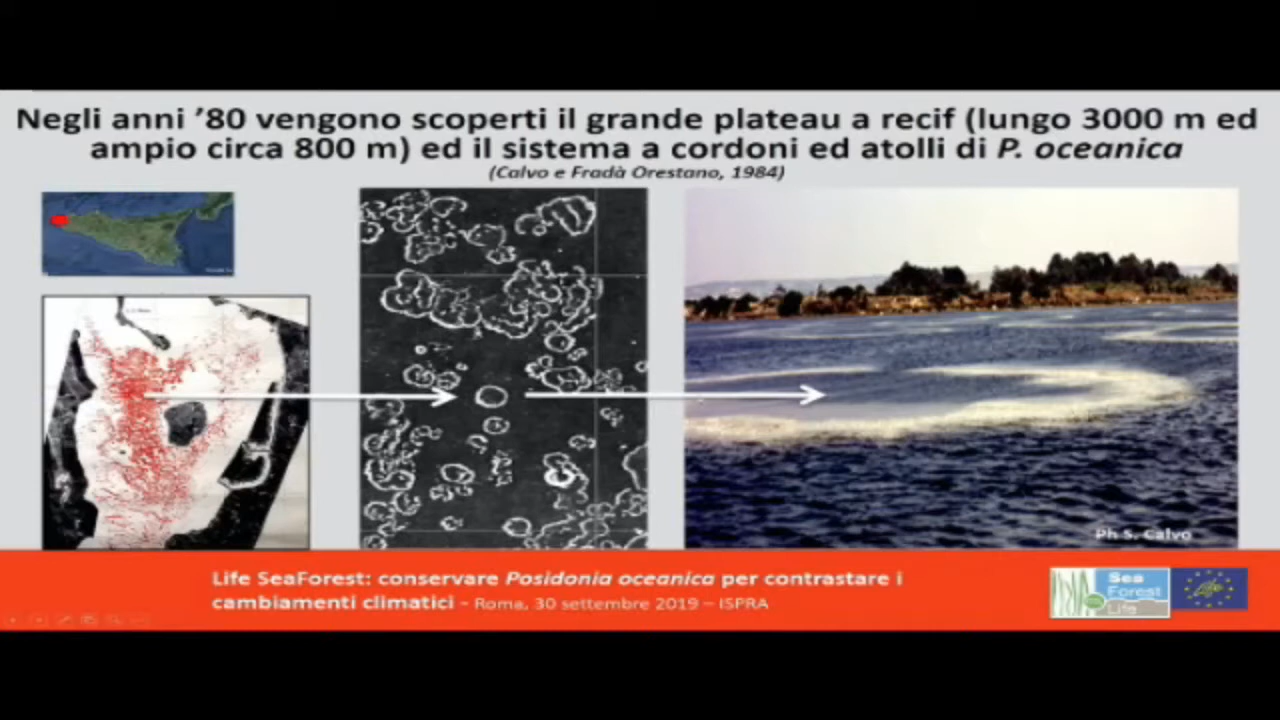 Negli anni ’80 vengono scoperti il grande plateau a recif (lungo 3000 m ed
ampio circa 800 m) ed il sistema a cordoni ed atolli di P. oceanica
(Calvo e Fradà Orestano, 1984)
Ph S. Calvo
Life SeaForest: conservare Posidonia oceanica per contrastare i
cambiamenti climatici - Roma, 30 settembre 2019 – ISPRA
Sea
Forest
Life